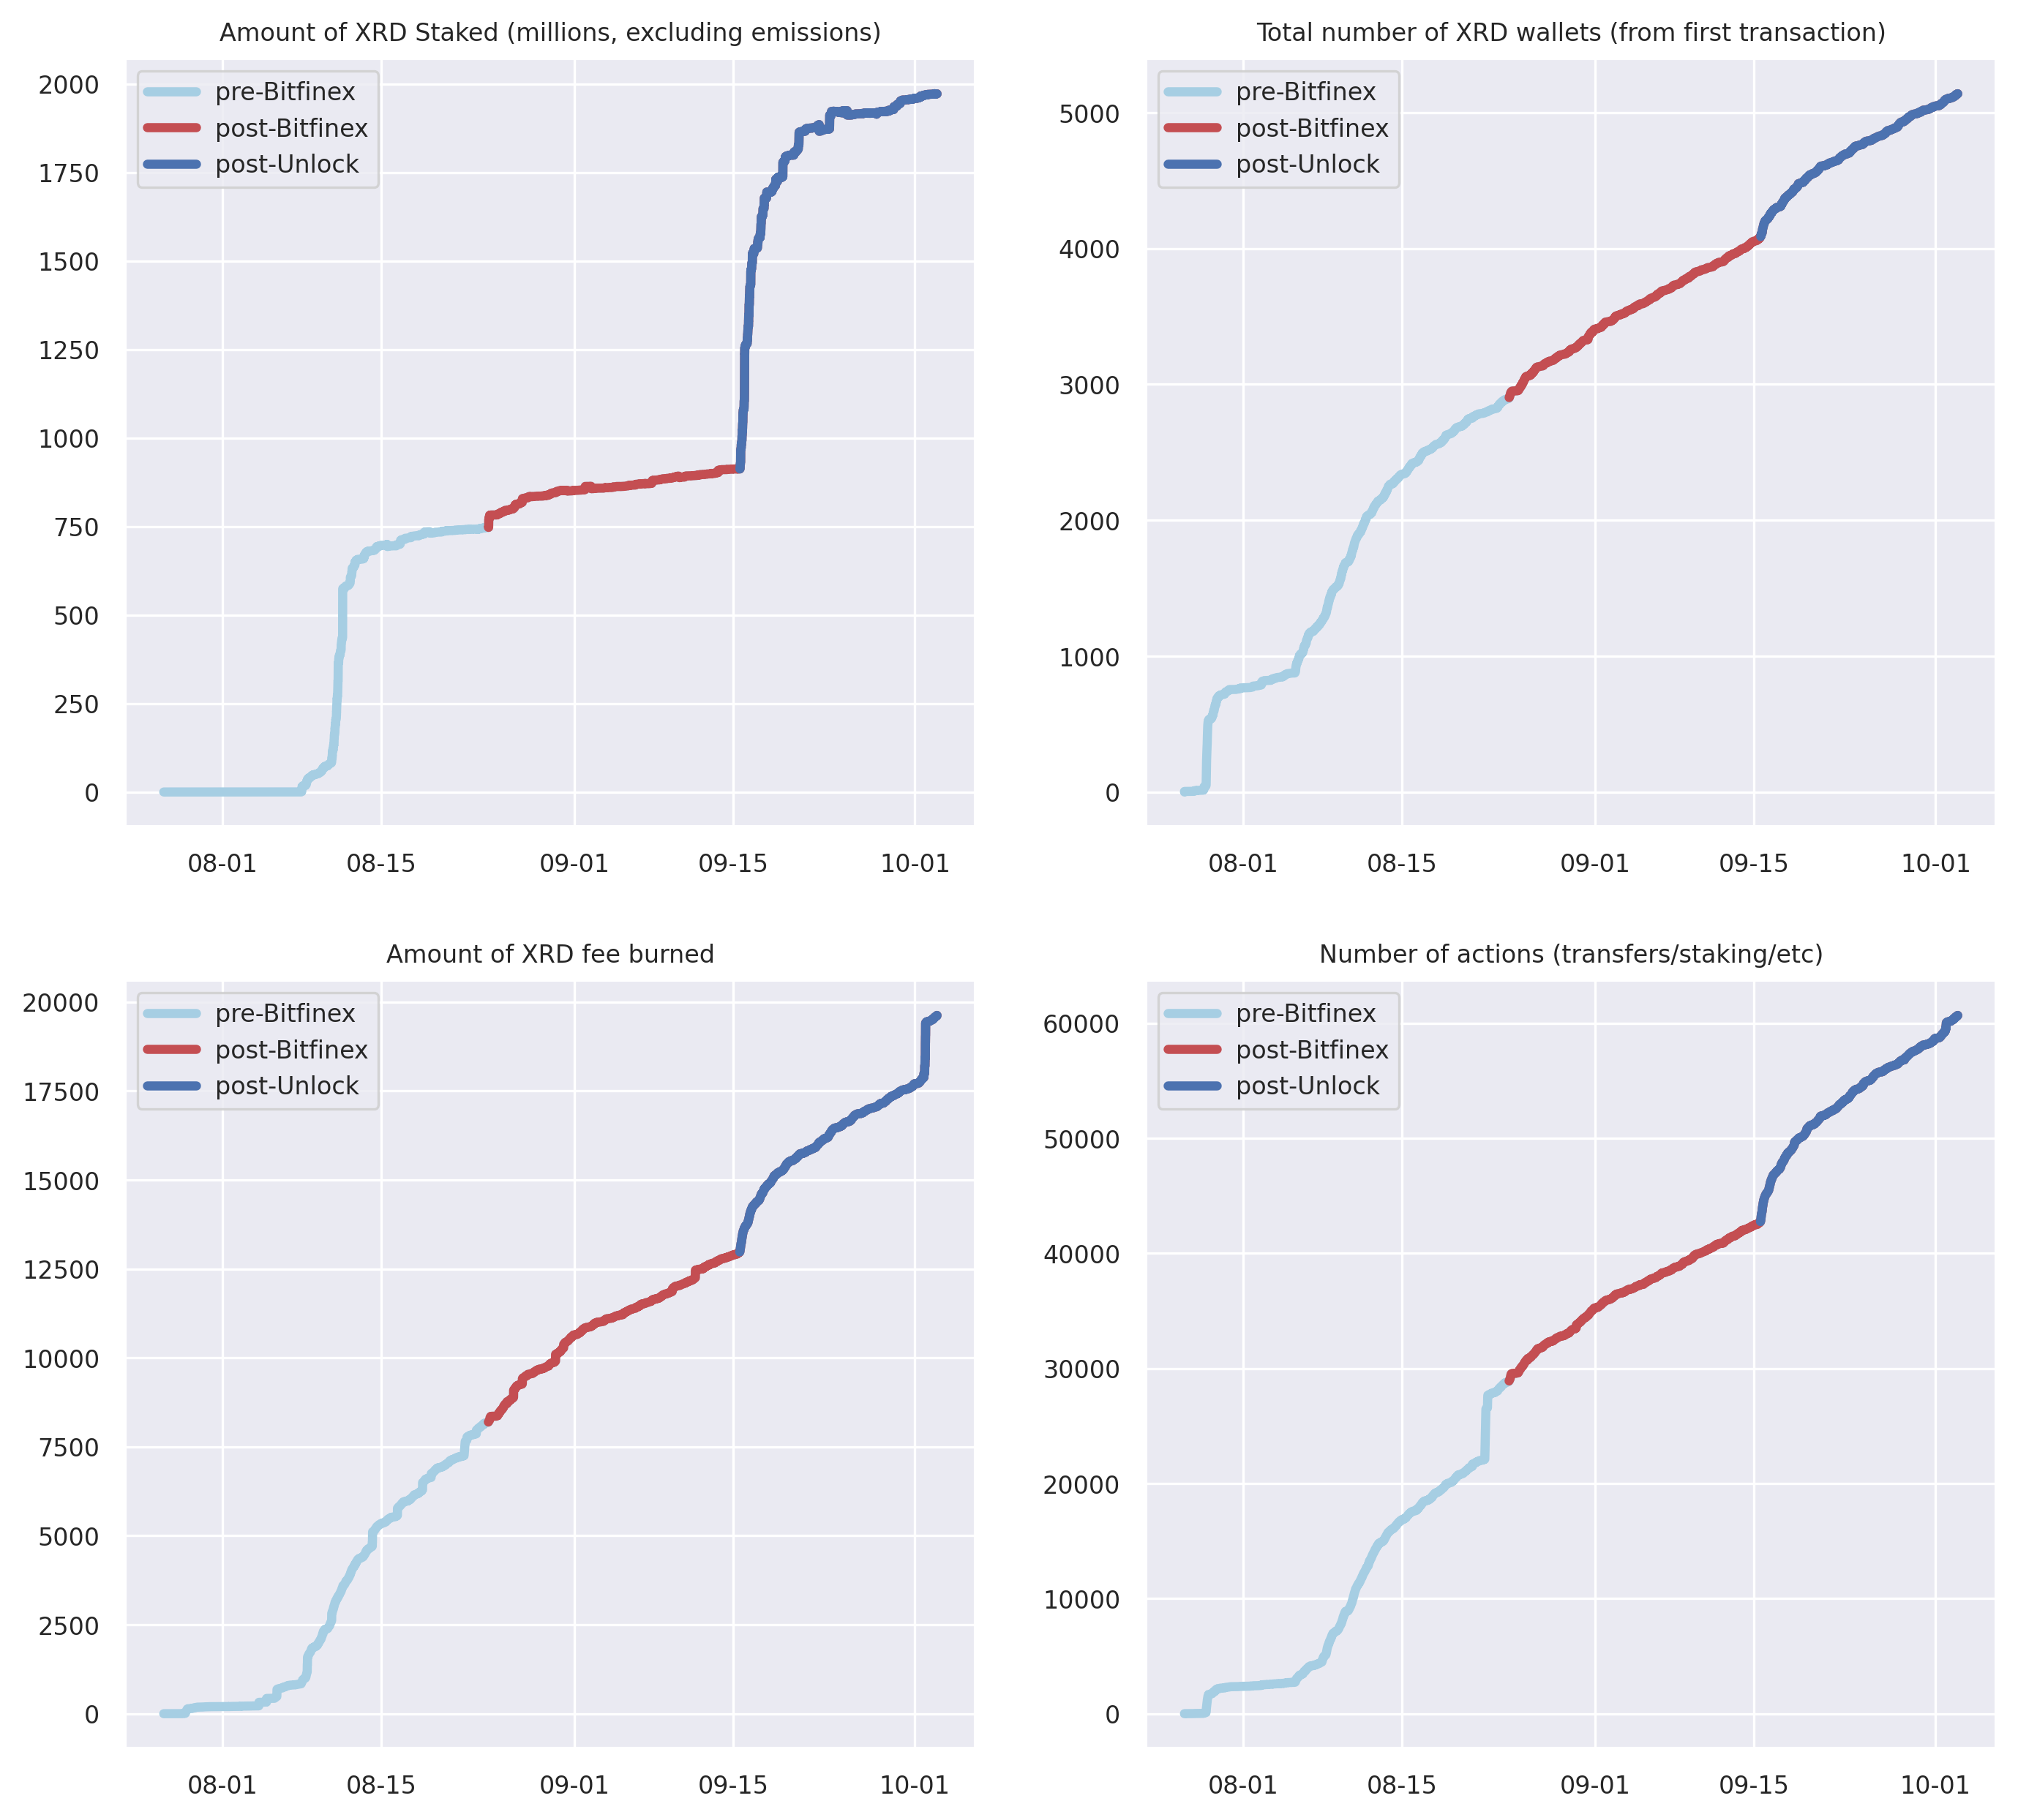 Amount of XRD Staked (millions, excluding emissions)
2000
1750
1500
1250
1000
750
500
250
0
pre-Bitfinex
post-Bitfinex
post-Unlock
08-01 08-15 09-01 09-15 10-01
Total number of XRD wallets (from first transaction)
5000
4000
3000
2000
1000
0
pre-Bitfinex
post-Bitfinex
post-Unlock
08-01 08-15 09-01 09-15 10-01
Amount of XRD fee burned
20000
17500
15000
12500
10000
7500
5000
2500
0
pre-Bitfinex
post-Bitfinex
post-Unlock
08-01 08-15 09-01 09-15 10-01
Number of actions (transfers/staking/etc)
60000
50000
40000
30000
20000
10000
0
pre-Bitfinex
post-Bitfinex
post-Unlock
08-01 08-15 09-01 09-15 10-01